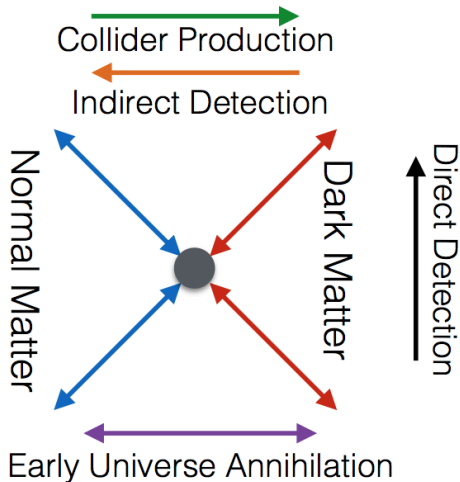 Collider Production
Indirect Detection
Normal Matter
Dark Matter
Direct Detection
Early Universe Annihilation